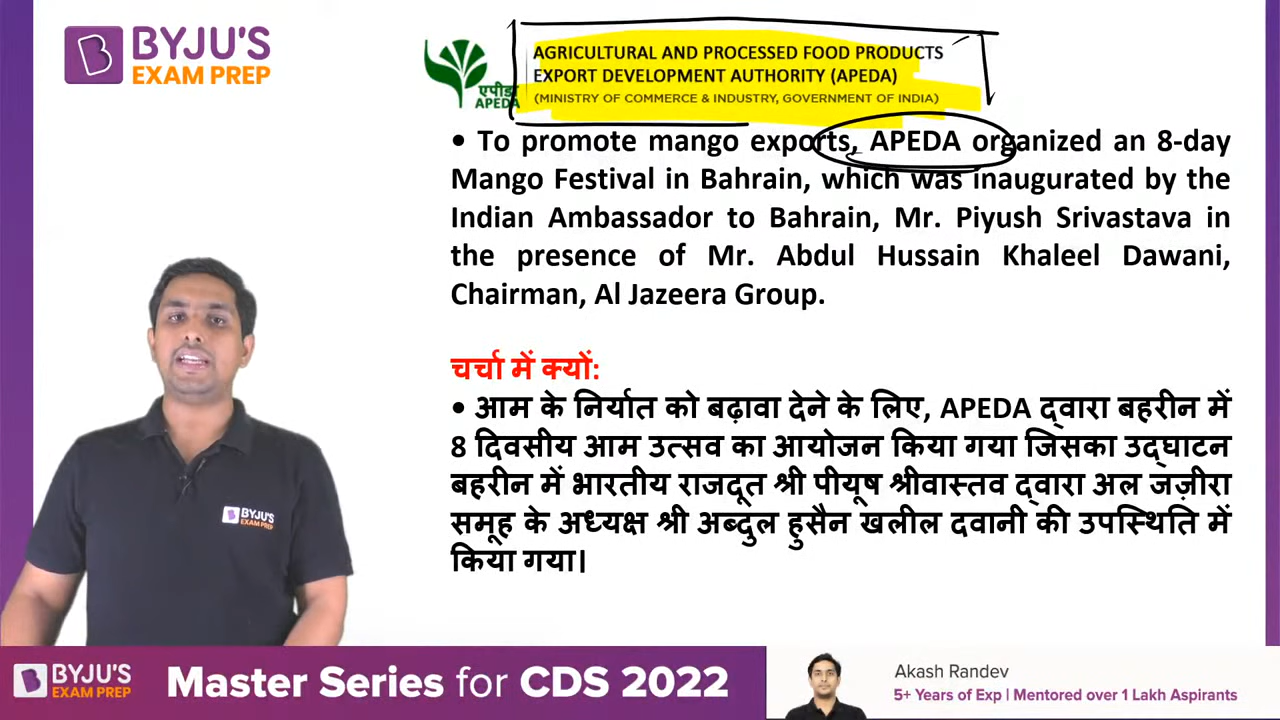 BYJU'S
EXAM PREP
एपीडा
APEDA
AGRICULTURAL AND PROCESSED FOOD PRODUCTS
EXPORT DEVELOPMENT AUTHORITY (APEDA)
(MINISTRY OF COMMERCE & INDUSTRY, GOVERNMENT OF INDIA)
• To promote mango exports, APEDA organized an 8-day
Mango Festival in Bahrain, which was inaugurated by the
Indian Ambassador to Bahrain, Mr. Piyush Srivastava in
the presence of Mr. Abdul Hussain Khaleel Dawani,
Chairman, Al Jazeera Group.
चर्चा में क्यों:
• आम के निर्यात को बढ़ावा देने के लिए, APEDA द्वारा बहरीन में
8 दिवसीय आम उत्सव का आयोजन किया गया जिसका उद्घाटन
बहरीन में भारतीय राजदूत श्री पीयूष श्रीवास्तव द्वारा अल जज़ीरा
समूह के अध्यक्ष श्री अब्दुल हुसैन खलील दवानी की उपस्थिति में
किया गया।
BYJU'S
EXAM PREP
BYJU'S
EXAM PREP
Master Series for CDS 2022
Akash Randev
5+ Years of Exp | Mentored over 1 Lakh Aspirants